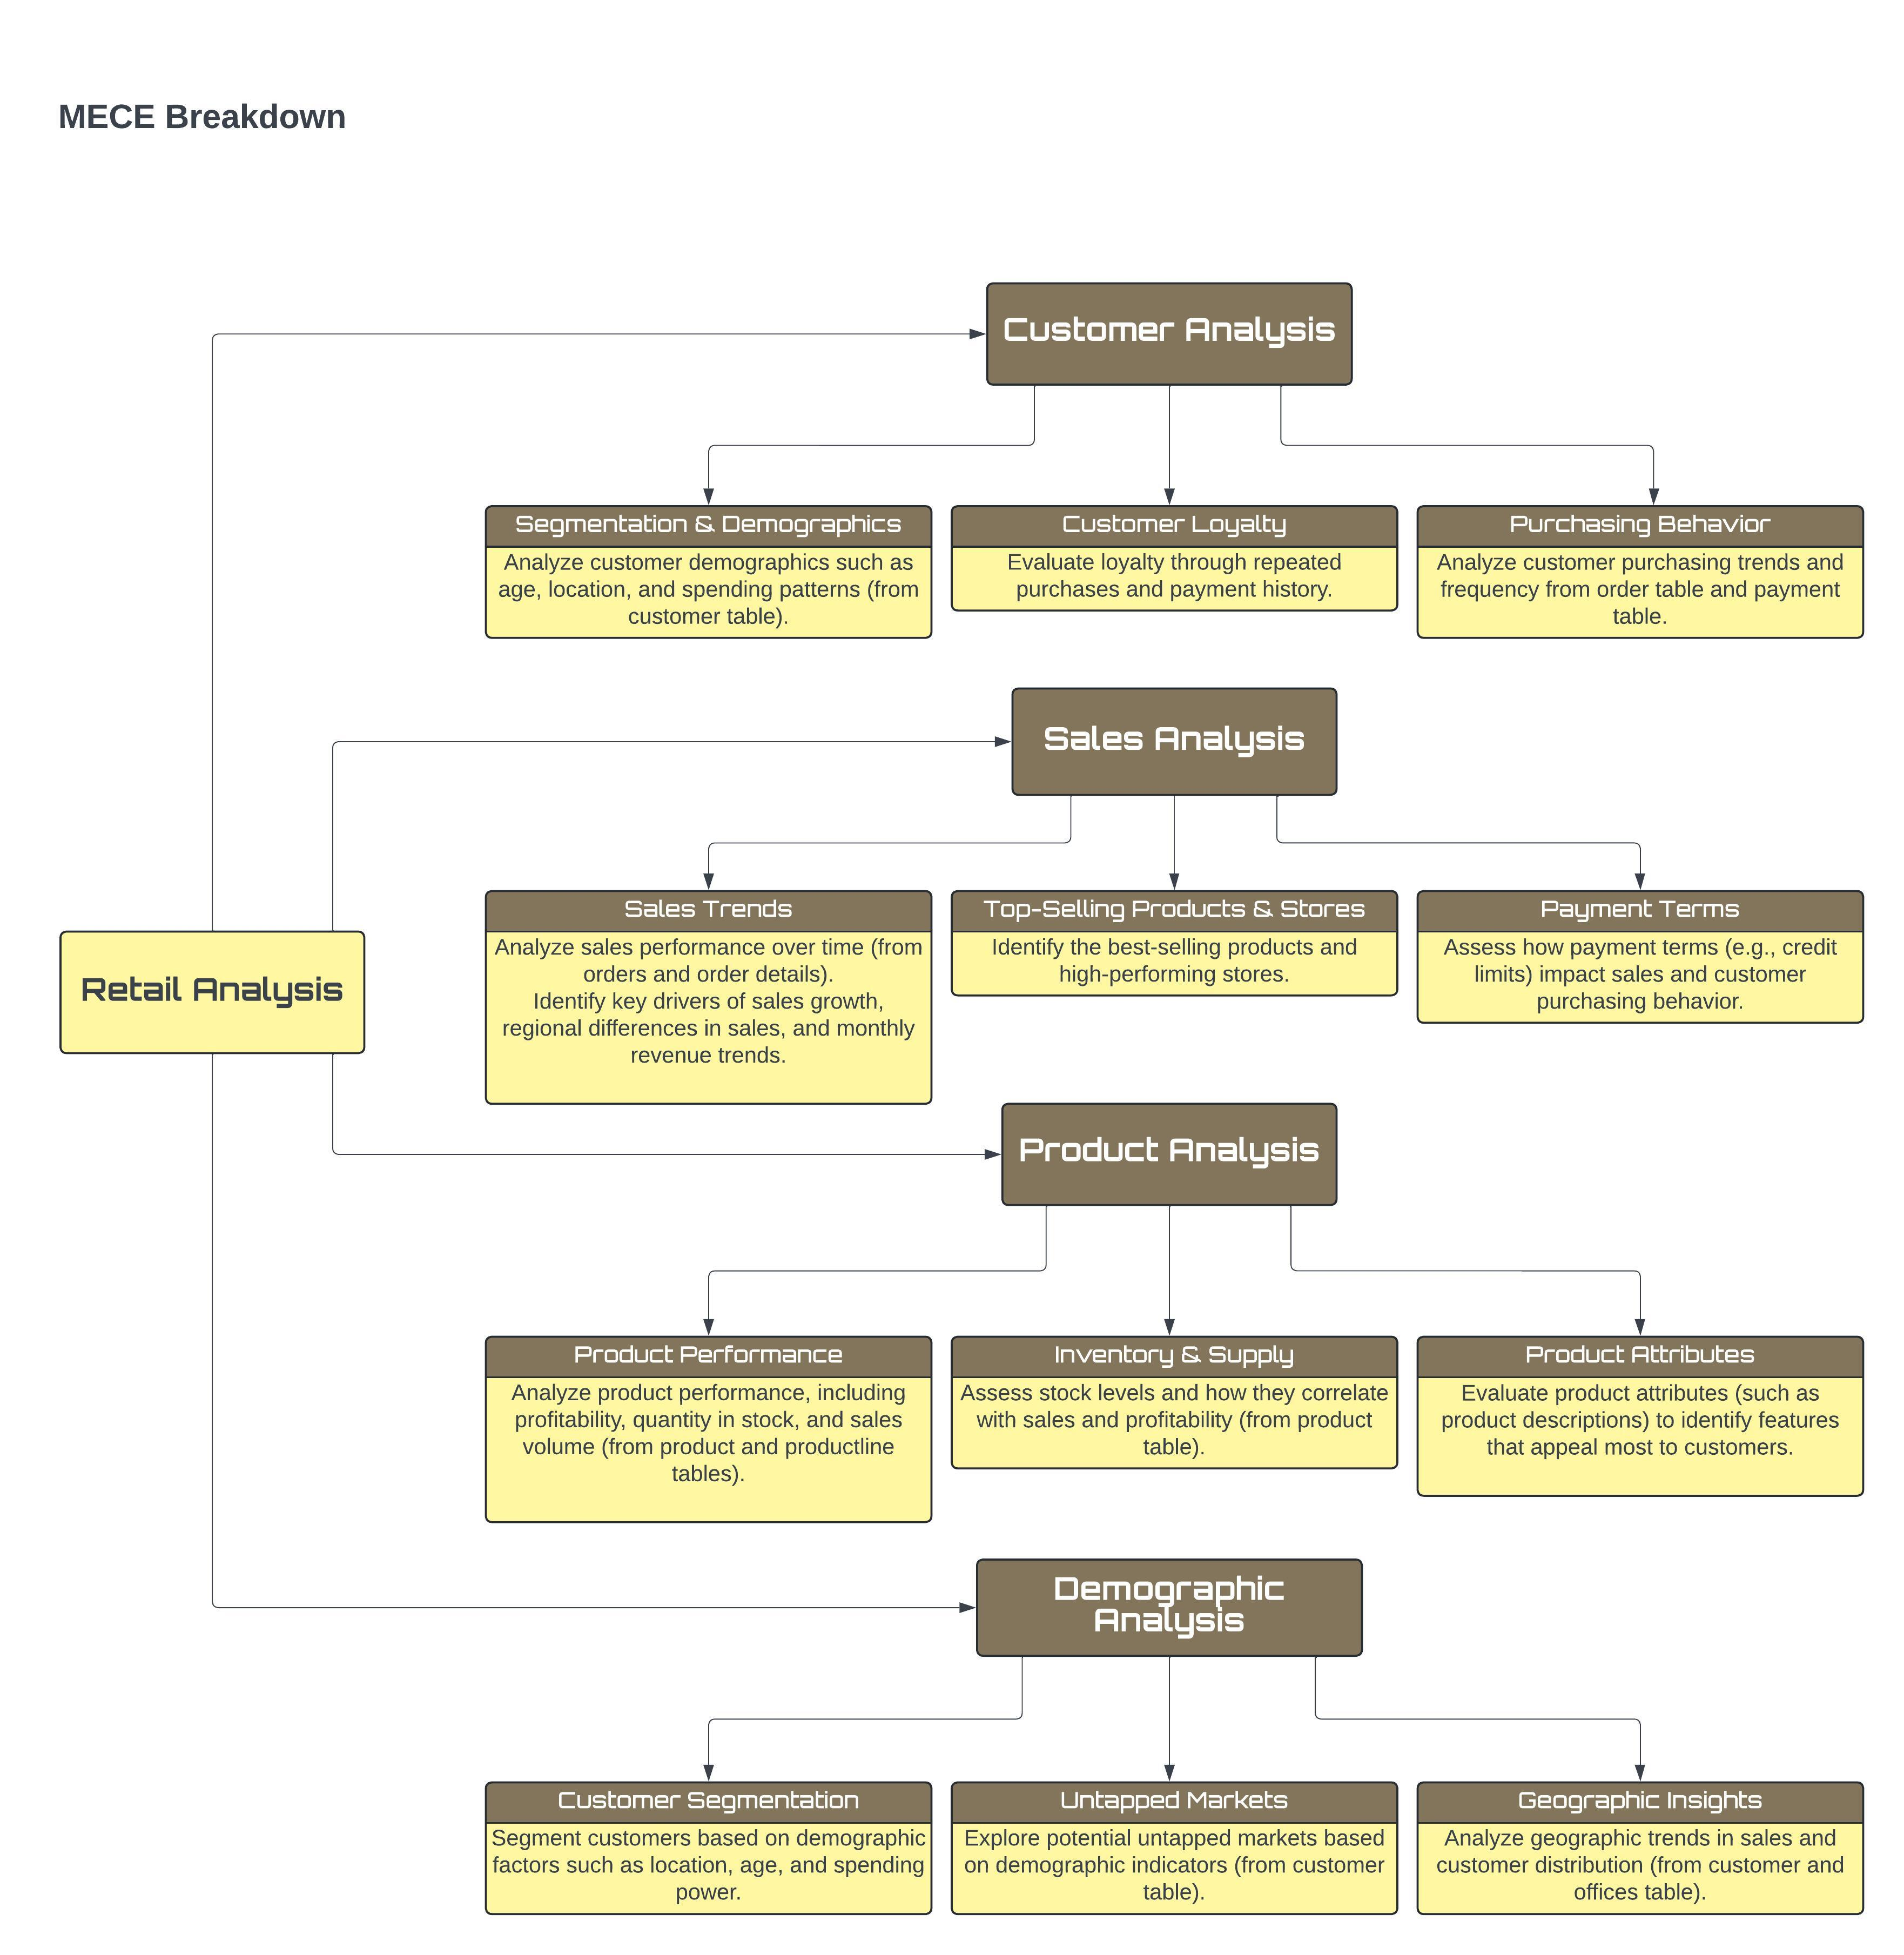 MECE Breakdown
Customer Analysis
Segmentation & Demographics
Analyze customer demographics such as
age, location, and spending patterns (from
customer table).
Customer Loyalty
Evaluate loyalty through repeated
purchases and payment history.
Purchasing Behavior
Analyze customer purchasing trends and
frequency from order table and payment
table.
Sales Analysis
Sales Trends
Analyze sales performance over time (from
orders and order details).
Identify key drivers of sales growth,
regional differences in sales, and monthly
revenue trends.
Top-Selling Products & Stores
Identify the best-selling products and
high-performing stores.
Payment Terms
Assess how payment terms (e.g., credit
limits) impact sales and customer
purchasing behavior.
Retail Analysis
Product Analysis
Product Performance
Analyze product performance, including
profitability, quantity in stock, and sales
volume (from product and productline
tables).
Inventory & Supply
Assess stock levels and how they correlate
with sales and profitability (from product
table).
Product Attributes
Evaluate product attributes (such as
product descriptions) to identify features
that appeal most to customers.
Demographic
Analysis
Customer Segmentation
Segment customers based on demographic
factors such as location, age, and spending
power.
Untapped Markets
Explore potential untapped markets based
on demographic indicators (from customer
table).
Geographic Insights
Analyze geographic trends in sales and
customer distribution (from customer and
offices table).